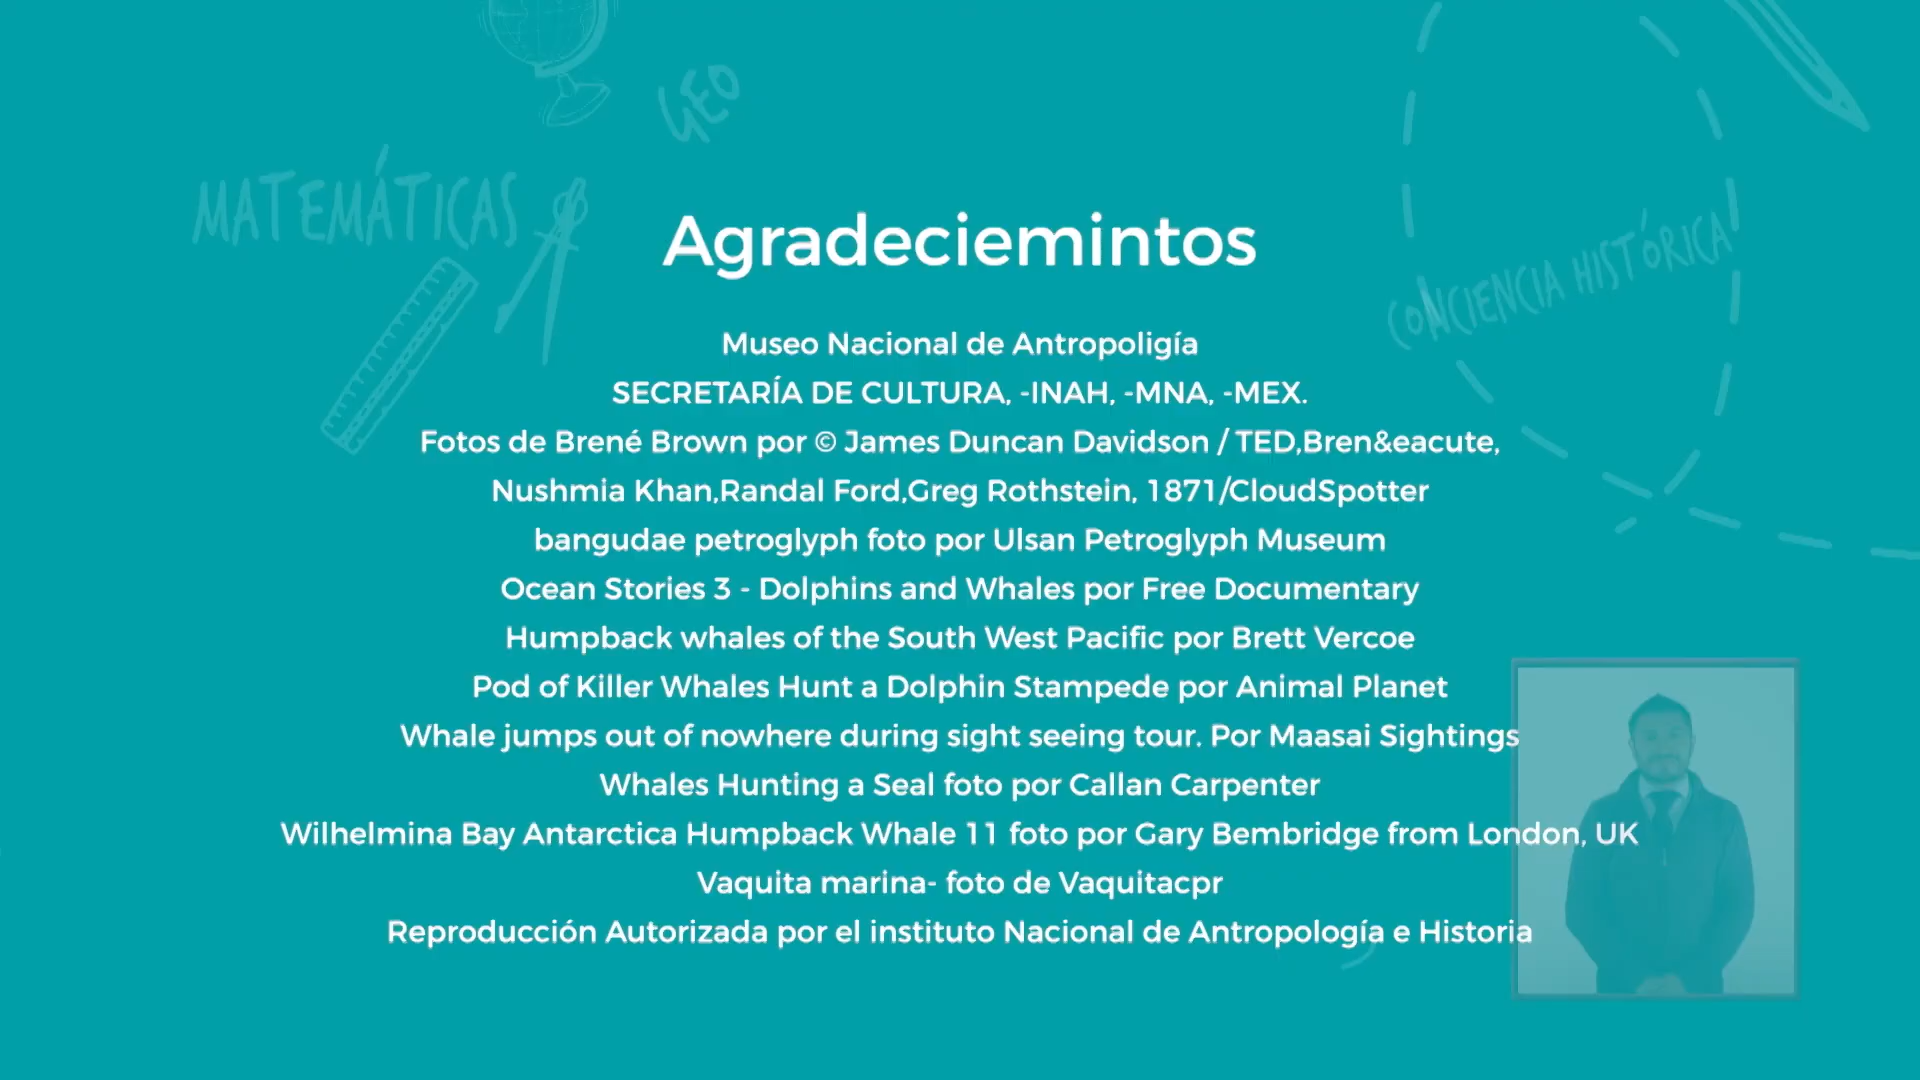 GEO
MATEMÁTICAS
CONCIENCIA HISTÓRICA
Agradeciemintos
Museo Nacional de Antropoligía
SECRETARÍA DE CULTURA, -INAH, -MNA, -MEX.
Fotos de Brené Brown por © James Duncan Davidson / TED,Bren&eacute,
Nushmia Khan,Randal Ford,Greg Rothstein, 1871/CloudSpotter
bangudae petroglyph foto por Ulsan Petroglyph Museum
Ocean Stories 3 - Dolphins and Whales por Free Documentary
Humpback whales of the South West Pacific por Brett Vercoe
Pod of Killer Whales Hunt a Dolphin Stampede por Animal Planet
Whale jumps out of nowhere during sight seeing tour. Por Maasai Sightings
Whales Hunting a Seal foto por Callan Carpenter
Wilhelmina Bay Antarctica Humpback Whale 11 foto por Gary Bembridge from London, UK
Vaquita marina- foto de Vaquitacpr
Reproducción Autorizada por el instituto Nacional de Antropología e Historia